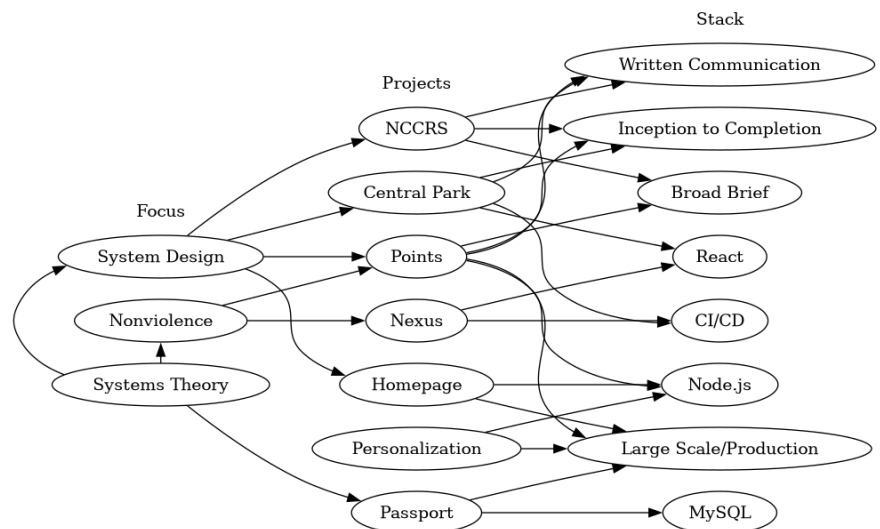 Stack
Written Communication
Projects
NCCRS
Inception to Completion
Central Park
Broad Brief
Focus
System Design
Points
React
Nonviolence
Nexus
CI/CD
Systems Theory
Homepage
Node.js
Personalization
Large Scale/Production
Passport
MySQL